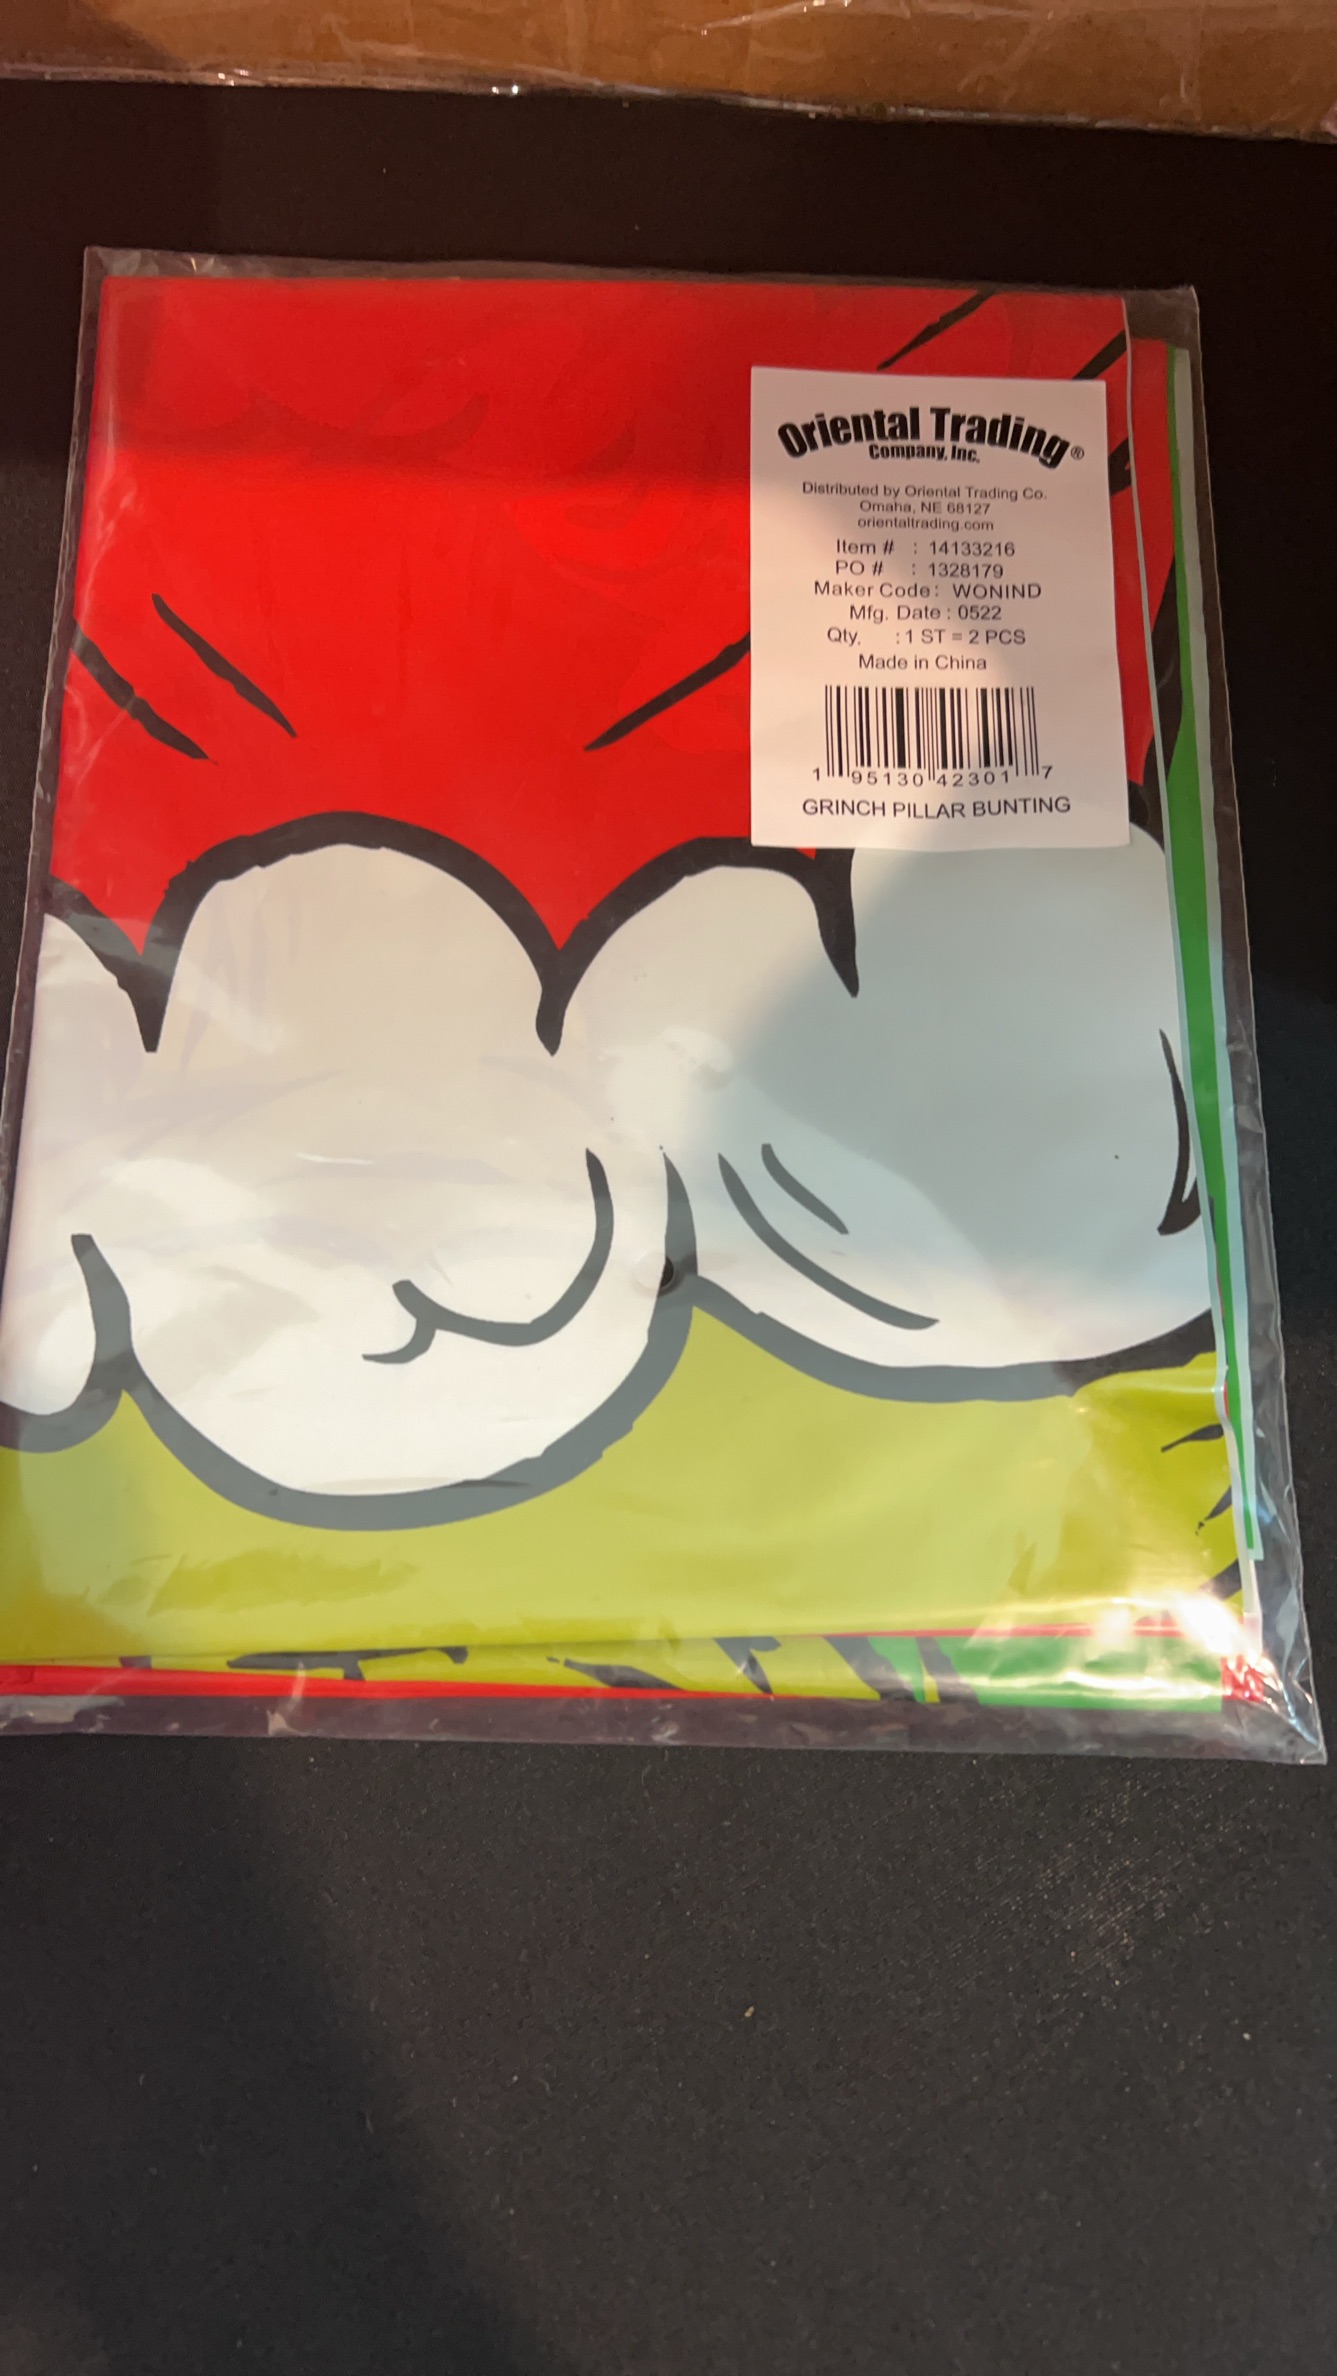 Oriental Trading®
Company, Inc.
Distributed by Oriental Trading Co.
Omaha, NE 68127
orientaltrading.com
Item # : 14133216
PO # : 1328179
Maker Code: WONIND
Mfg. Date : 0522
Qty. : 1 ST = 2 PCS
Made in China
1 95130 42301 7
GRINCH PILLAR BUNTING